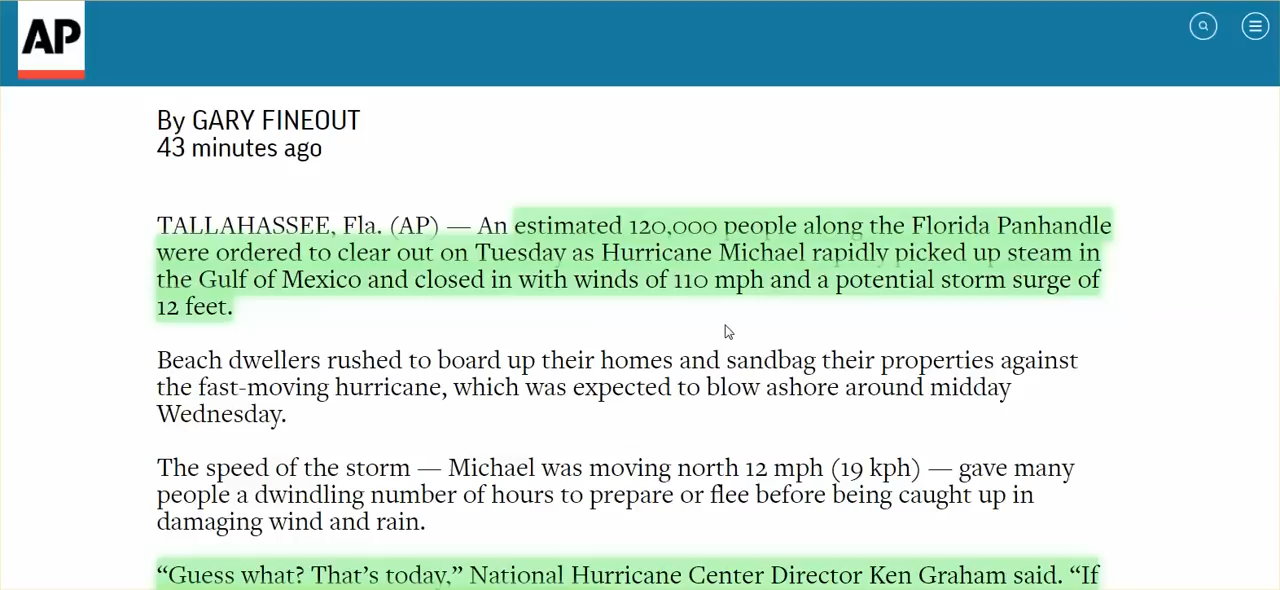 AP
By GARY FINEOUT
43 minutes ago
TALLAHASSEE, Fla. (AP) — An estimated 120,000 people along the Florida Panhandle
were ordered to clear out on Tuesday as Hurricane Michael rapidly picked up steam in
the Gulf of Mexico and closed in with winds of 110 mph and a potential storm surge of
12 feet.
Beach dwellers rushed to board up their homes and sandbag their properties against
the fast-moving hurricane, which was expected to blow ashore around midday
Wednesday.
The speed of the storm — Michael was moving north 12 mph (19 kph) — gave many
people a dwindling number of hours to prepare or flee before being caught up in
damaging wind and rain.
“Guess what? That’s today,” National Hurricane Center Director Ken Graham said. “If